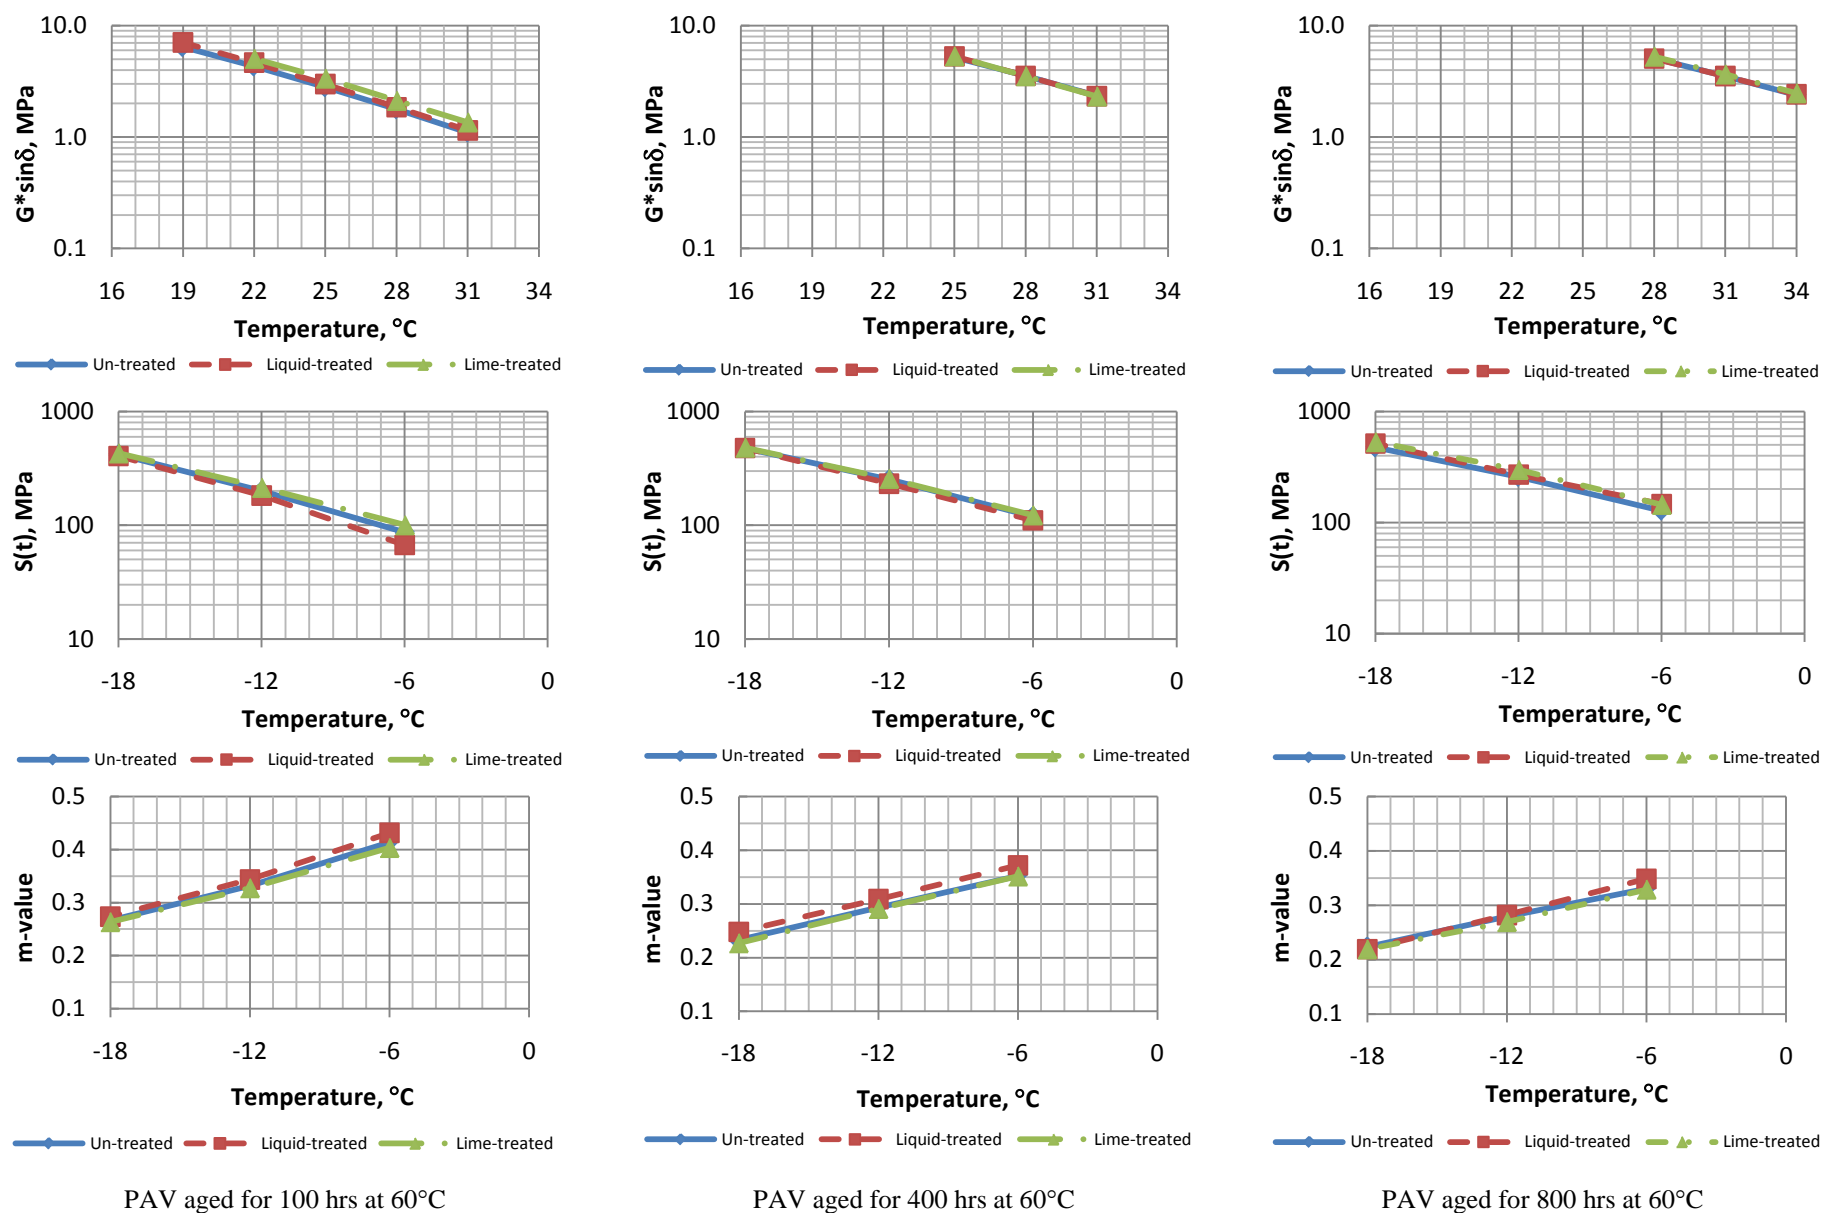 10.0
1.0
0.1
G*sinδ, MPa
16 19 22 25 28 31 34
Temperature, °C
Un-treated Liquid-treated Lime-treated
10.0
1.0
0.1
G*sinδ, MPa
16 19 22 25 28 31 34
Temperature, °C
Un-treated Liquid-treated Lime-treated
10.0
1.0
0.1
G*sinδ, MPa
16 19 22 25 28 31 34
Temperature, °C
Un-treated Liquid-treated Lime-treated
1000
100
10
S(t), MPa
-18 -12 -6 0
Temperature, °C
Un-treated Liquid-treated Lime-treated
1000
100
10
S(t), MPa
-18 -12 -6 0
Temperature, °C
Un-treated Liquid-treated Lime-treated
1000
100
10
S(t), MPa
-18 -12 -6 0
Temperature, °C
Un-treated Liquid-treated Lime-treated
0.5
0.4
0.3
0.2
0.1
m-value
-18 -12 -6 0
Temperature, °C
Un-treated Liquid-treated Lime-treated
0.5
0.4
0.3
0.2
0.1
m-value
-18 -12 -6 0
Temperature, °C
Un-treated Liquid-treated Lime-treated
0.5
0.4
0.3
0.2
0.1
m-value
-18 -12 -6 0
Temperature, °C
Un-treated Liquid-treated Lime-treated
PAV aged for 100 hrs at 60°C
PAV aged for 400 hrs at 60°C
PAV aged for 800 hrs at 60°C